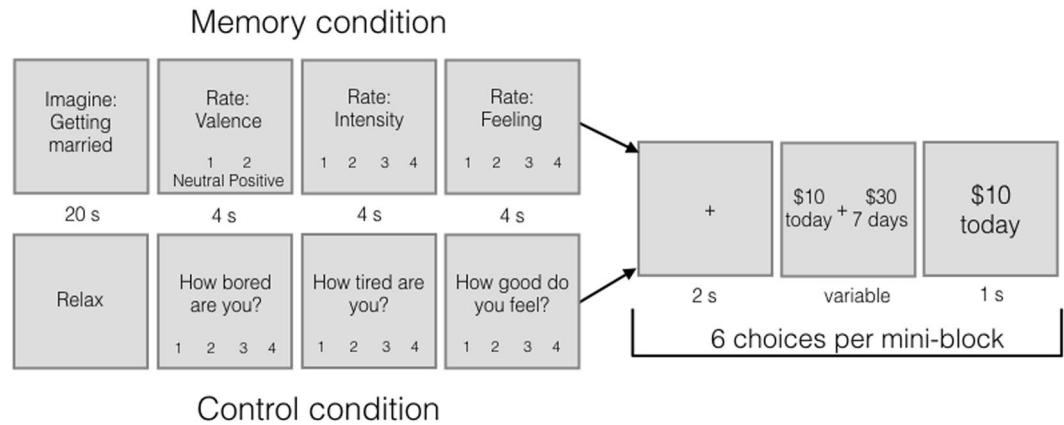 Memory condition
Imagine:
Getting
married
Rate:
Valence
1 2
Neutral Positive
Rate:
Intensity
1 2 3 4
Rate:
Feeling
1 2 3 4
20 s
4 s
4 s
4 s
Relax
How bored
are you?
1 2 3 4
How tired are
you?
1 2 3 4
How good do
you feel?
1 2 3 4
Control condition
+
2 s
$10 $30
today + 7 days
variable
$10
today
1 s
6 choices per mini-block